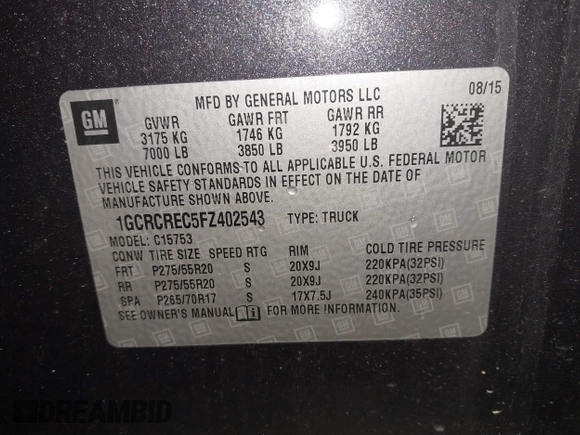 GM
MFD BY GENERAL MOTORS LLC
08/15
GVWR GAWR FRT GAWR RR
3175 KG 1746 KG 1792 KG
7000 LB 3850 LB 3950 LB
THIS VEHICLE CONFORMS TO ALL APPLICABLE U.S. FEDERAL MOTOR
VEHICLE SAFETY STANDARDS IN EFFECT ON THE DATE OF
MANUFACTURE SHOWN ABOVE.
1GCRCREC5FZ402543 TYPE: TRUCK
MODEL: C15753
CQNW TIRE SIZE SPEED RTG RIM COLD TIRE PRESSURE
FRT P275/55R20 S 20X9J 220KPA(32PSI)
RR P275/55R20 S 20X9J 220KPA(32PSI)
SPA P265/70R17 S 17X7.5J 240KPA(35PSI)
SEE OWNER'S MANUAL FOR MORE INFORMATION.
DREAMBID